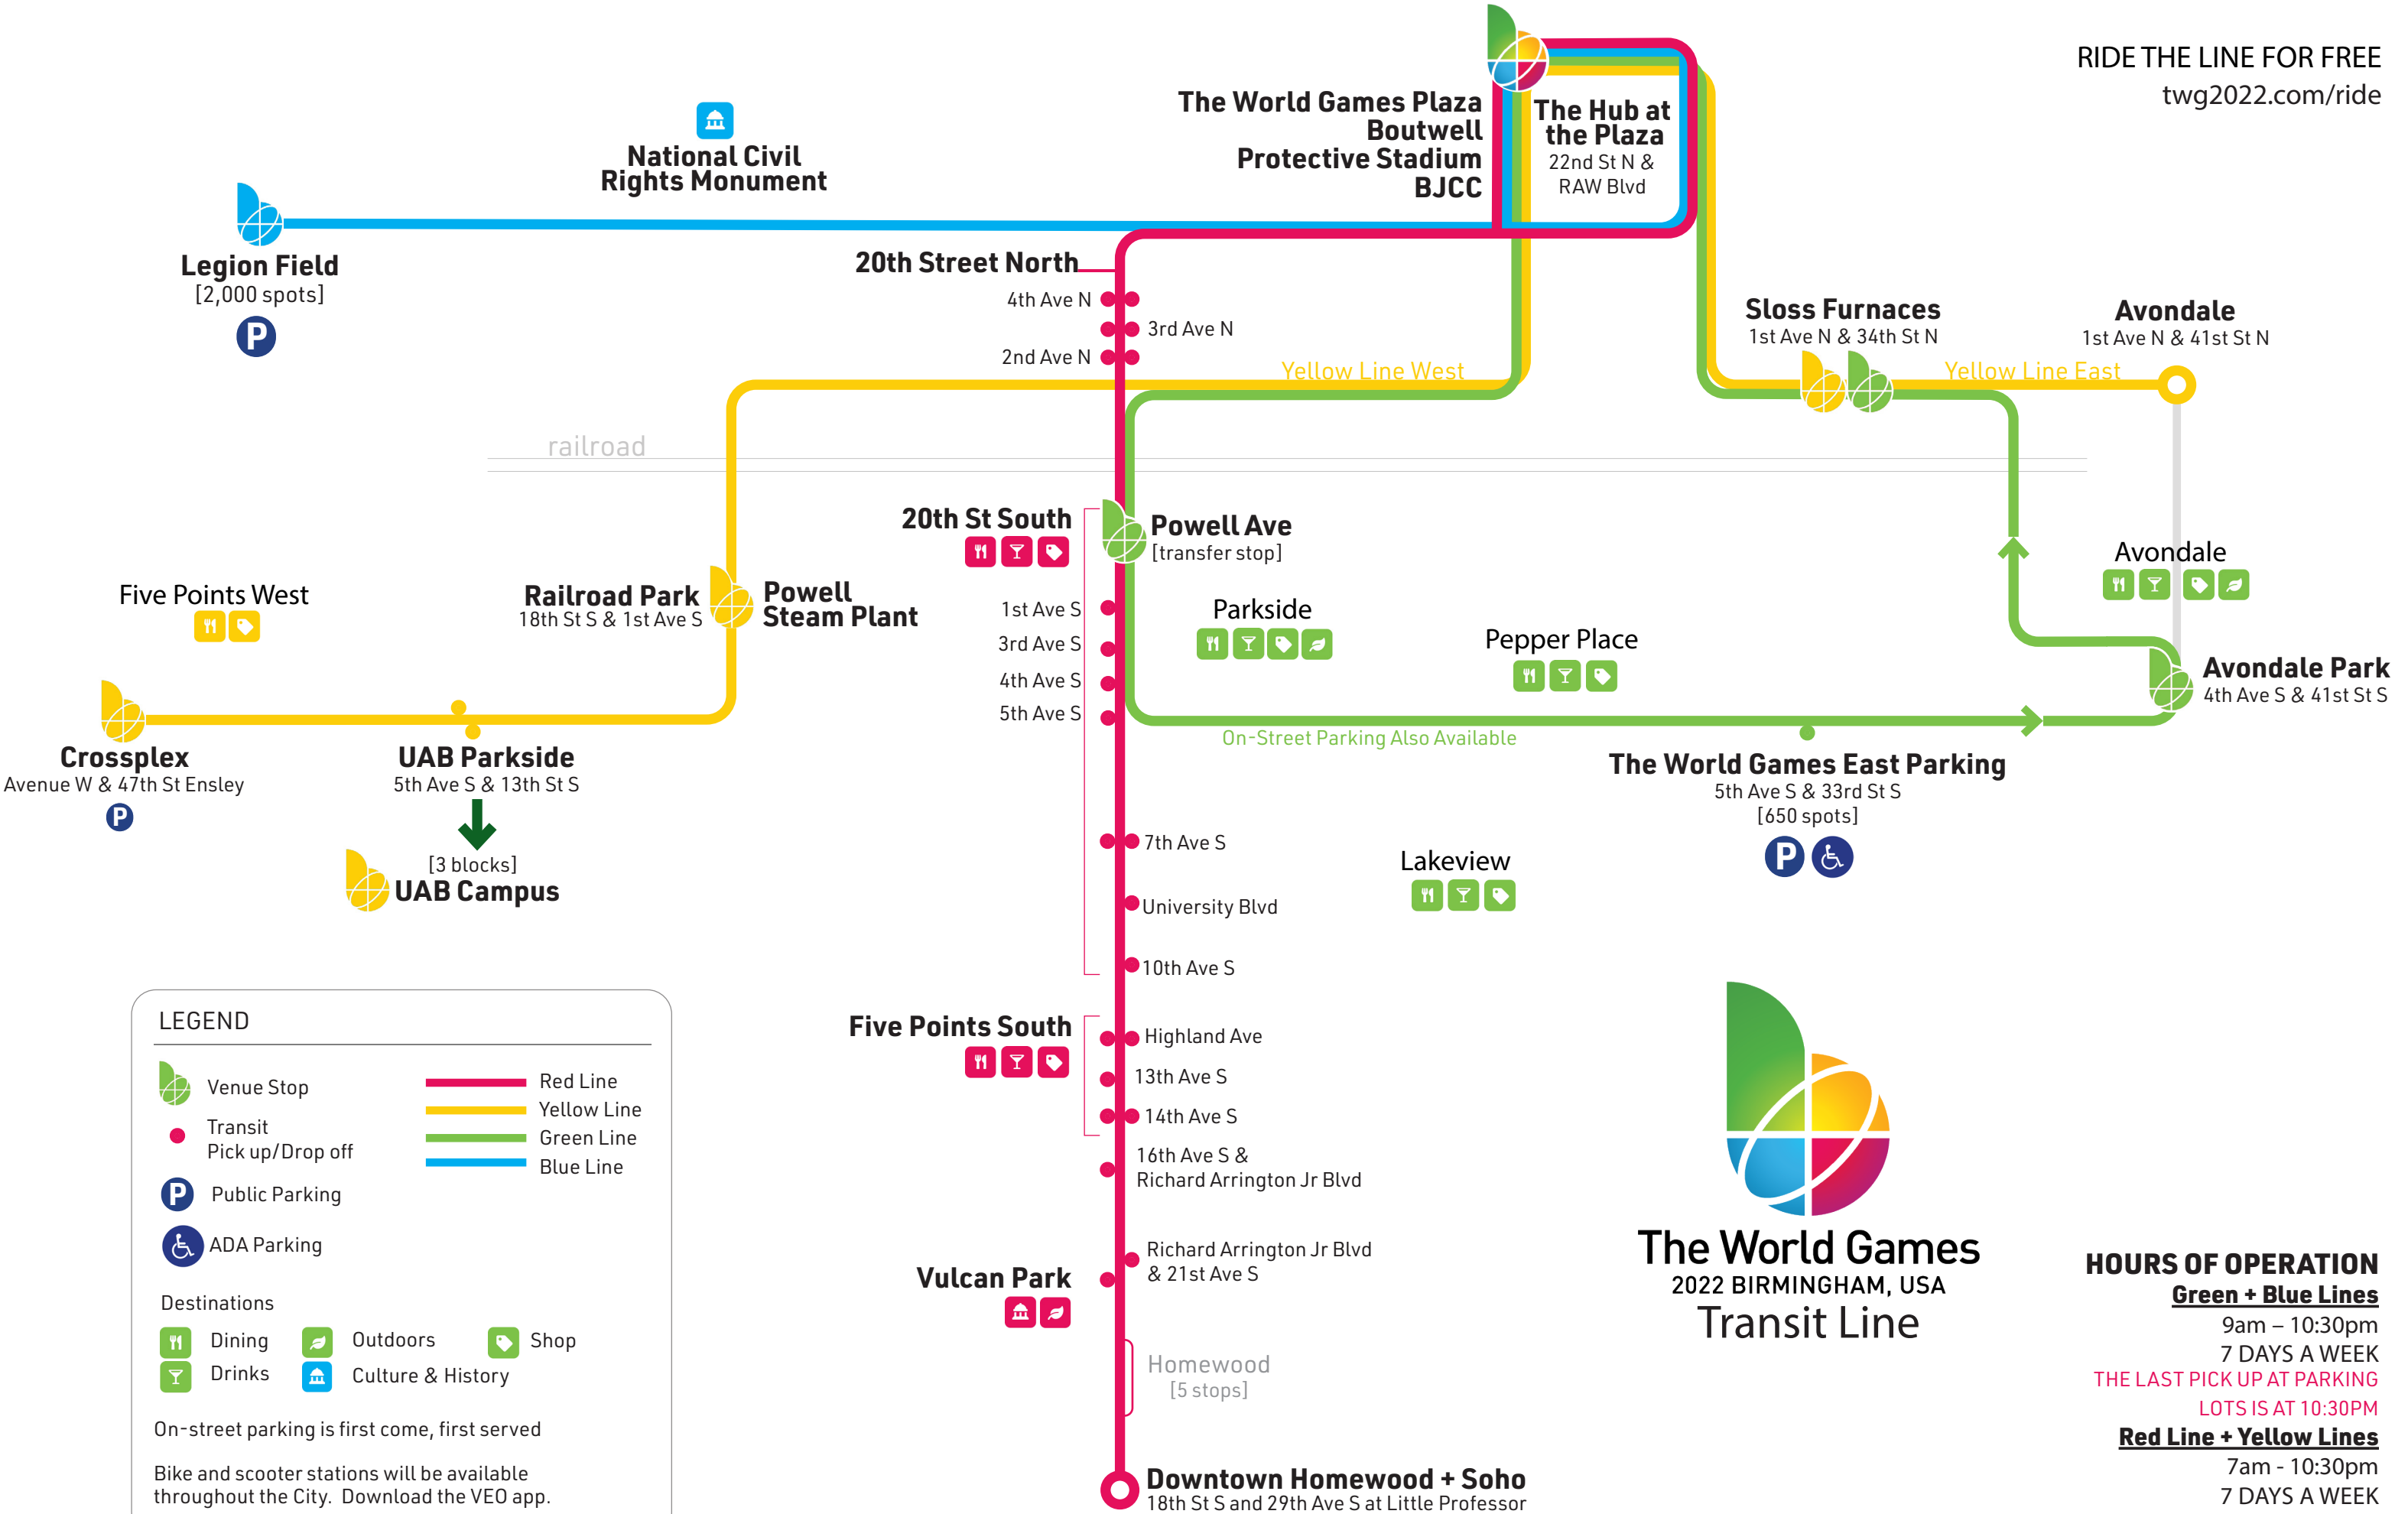 RIDE THE LINE FOR FREE
twg2022.com/ride
The World Games Plaza
Boutwell
Protective Stadium
BJCC
The Hub at
the Plaza
22nd St N &
RAW Blvd
National Civil
Rights Monument
Legion Field
[2,000 spots]
P
20th Street North
4th Ave N
3rd Ave N
2nd Ave N
Yellow Line West
Sloss Furnaces
1st Ave N & 34th St N
Avondale
1st Ave N & 41st St N
Yellow Line East
railroad
20th St South
Powell Ave
[transfer stop]
Avondale
Five Points West
Railroad Park
18th St S & 1st Ave S
Powell
Steam Plant
1st Ave S
3rd Ave S
4th Ave S
5th Ave S
Parkside
Pepper Place
Avondale Park
4th Ave S & 41st St S
On-Street Parking Also Available
Crossplex
Avenue W & 47th St Ensley
P
UAB Parkside
5th Ave S & 13th St S
[3 blocks]
UAB Campus
The World Games East Parking
5th Ave S & 33rd St S
[650 spots]
P
7th Ave S
University Blvd
10th Ave S
Lakeview
Five Points South
Highland Ave
13th Ave S
14th Ave S
16th Ave S &
Richard Arrington Jr Blvd
Richard Arrington Jr Blvd
& 21st Ave S
Vulcan Park
Homewood
[5 stops]
Downtown Homewood + Soho
18th St S and 29th Ave S at Little Professor
LEGEND
Venue Stop
Transit
Pick up/Drop off
P
Public Parking
ADA Parking
Red Line
Yellow Line
Green Line
Blue Line
Destinations
Dining
Outdoors
Shop
Drinks
Culture & History
On-street parking is first come, first served
Bike and scooter stations will be available
throughout the City. Download the VEO app.
The World Games
2022 BIRMINGHAM, USA
Transit Line
HOURS OF OPERATION
Green + Blue Lines
9am – 10:30pm
7 DAYS A WEEK
THE LAST PICK UP AT PARKING
LOTS IS AT 10:30PM
Red Line + Yellow Lines
7am - 10:30pm
7 DAYS A WEEK